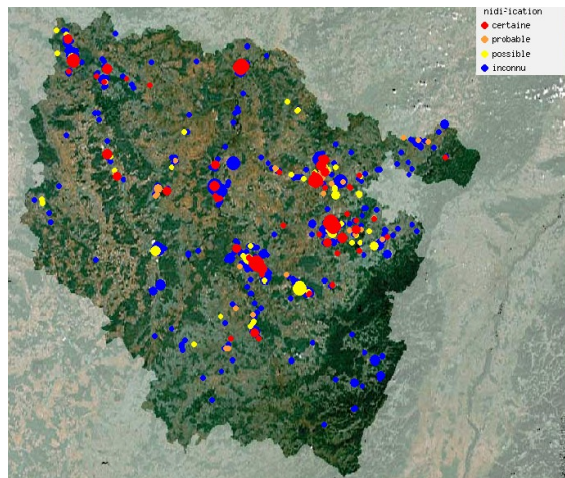 nidification
certaine
probable
possible
inconnu